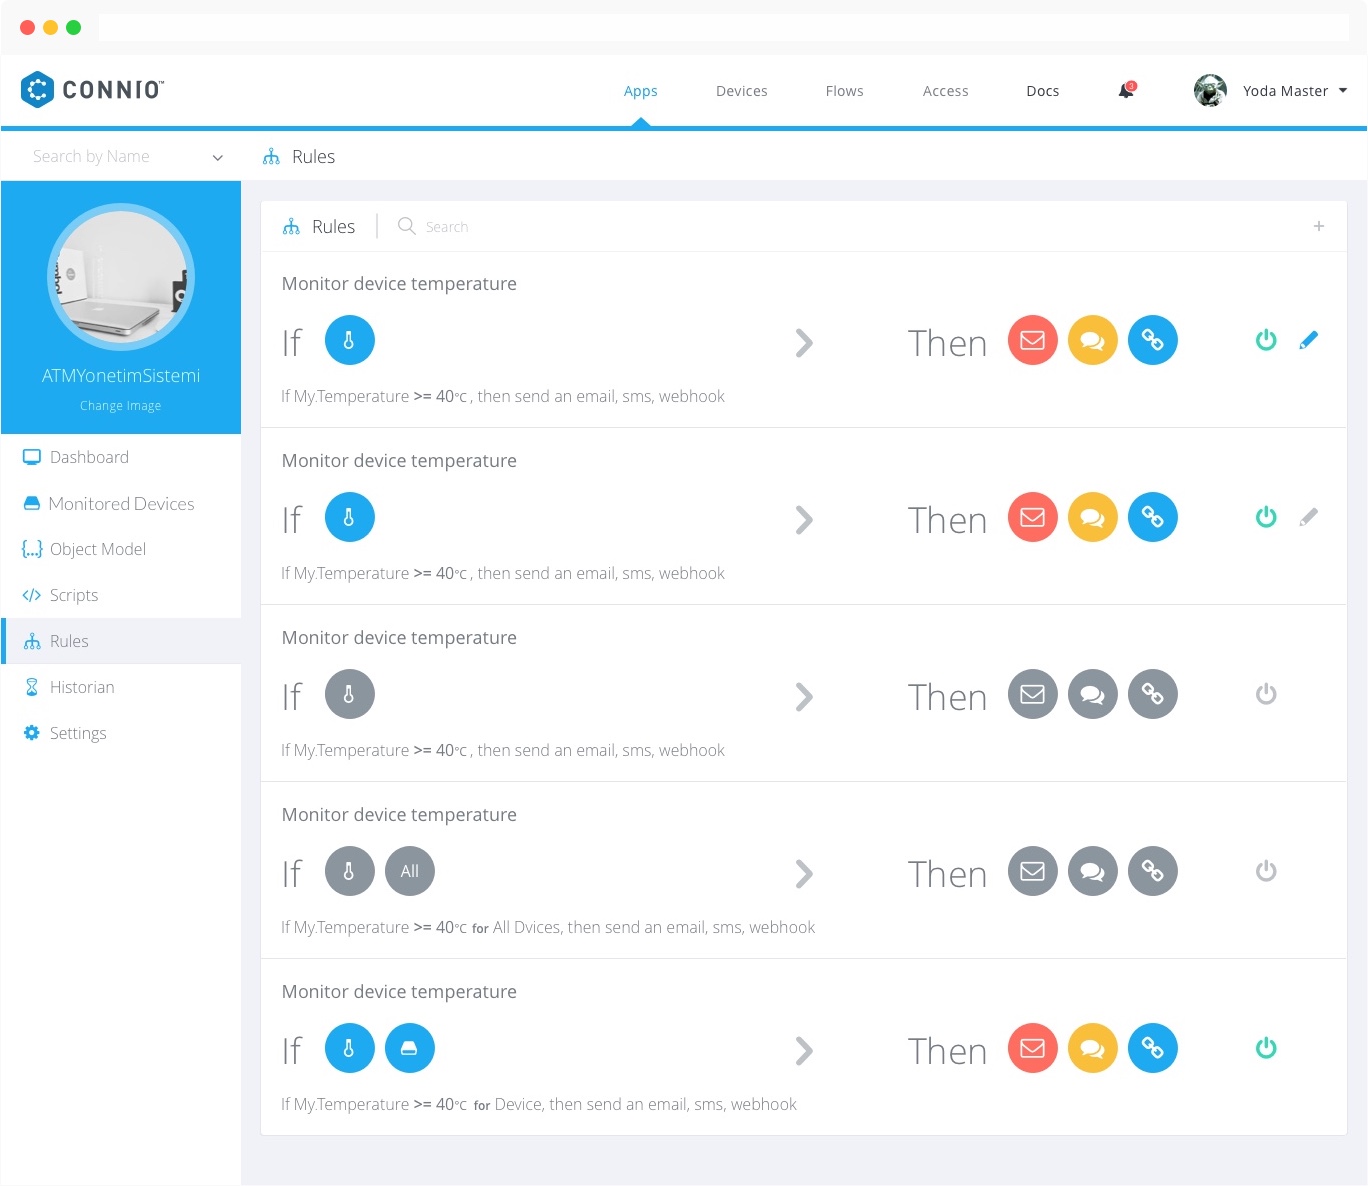 CONNIO™
Apps Devices Flows Access Docs 3 Yoda Master
Search by Name
Rules
ATMYonetimSistemi
Change Image
Dashboard
Monitored Devices
{...} Object Model
</> Scripts
Rules
Historian
Settings
Rules Search +
Monitor device temperature
If Then
If My.Temperature >= 40°c , then send an email, sms, webhook
Monitor device temperature
If Then
If My.Temperature >= 40°c , then send an email, sms, webhook
Monitor device temperature
If Then
If My.Temperature >= 40°c , then send an email, sms, webhook
Monitor device temperature
If All Then
If My.Temperature >= 40°c for All Dvices, then send an email, sms, webhook
Monitor device temperature
If Then
If My.Temperature >= 40°c for Device, then send an email, sms, webhook